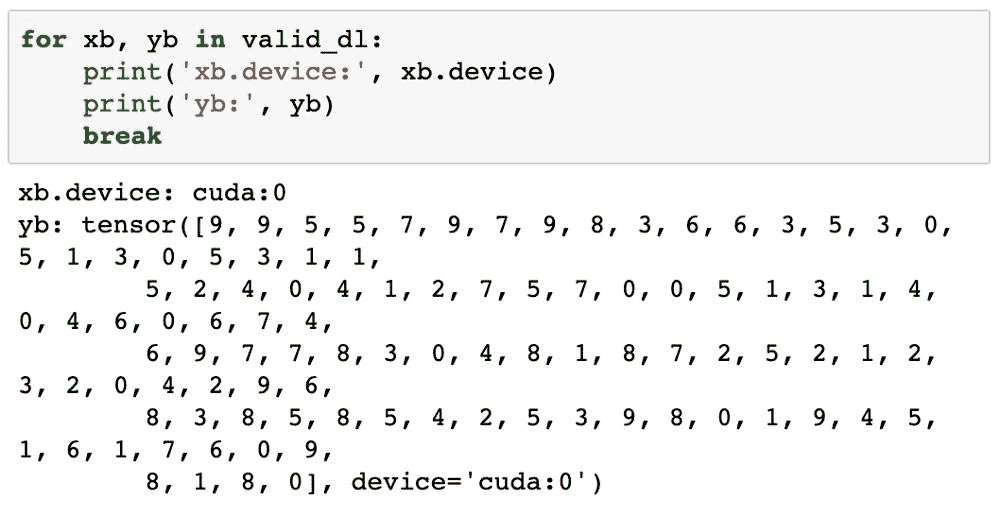 for xb, yb in valid_dl:
    print('xb.device:', xb.device)
    print('yb:', yb)
    break
xb.device: cuda:0
yb: tensor([9, 9, 5, 5, 7, 9, 7, 9, 8, 3, 6, 6, 3, 5, 3, 0,
5, 1, 3, 0, 5, 3, 1, 1,
        5, 2, 4, 0, 4, 1, 2, 7, 5, 7, 0, 0, 5, 1, 3, 1, 4,
0, 4, 6, 0, 6, 7, 4,
        6, 9, 7, 7, 8, 3, 0, 4, 8, 1, 8, 7, 2, 5, 2, 1, 2,
3, 2, 0, 4, 2, 9, 6,
        8, 3, 8, 5, 8, 5, 4, 2, 5, 3, 9, 8, 0, 1, 9, 4, 5,
1, 6, 1, 7, 6, 0, 9,
        8, 1, 8, 0], device='cuda:0')